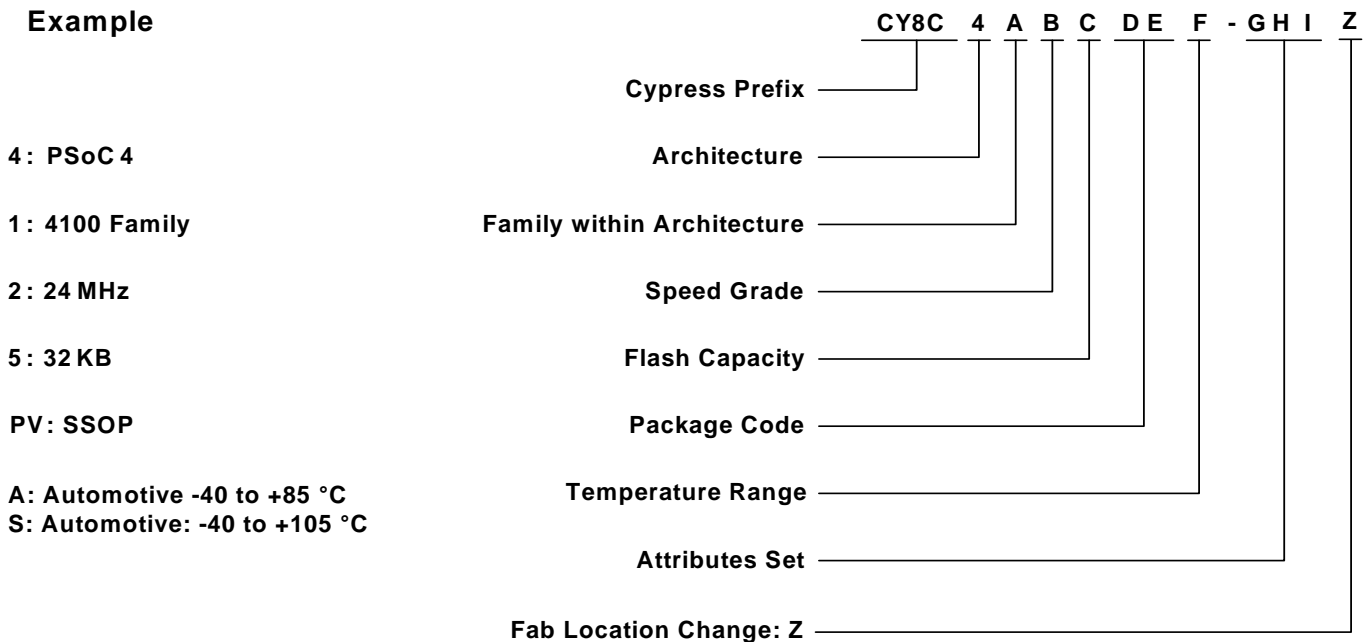 Example CY8C 4 A B C D E F - G H I Z
Cypress Prefix
4: PSoC 4 Architecture
1: 4100 Family Family within Architecture
2: 24 MHz Speed Grade
5: 32 KB Flash Capacity
PV: SSOP Package Code
A: Automotive -40 to +85 °C Temperature Range
S: Automotive: -40 to +105 °C
Attributes Set
Fab Location Change: Z